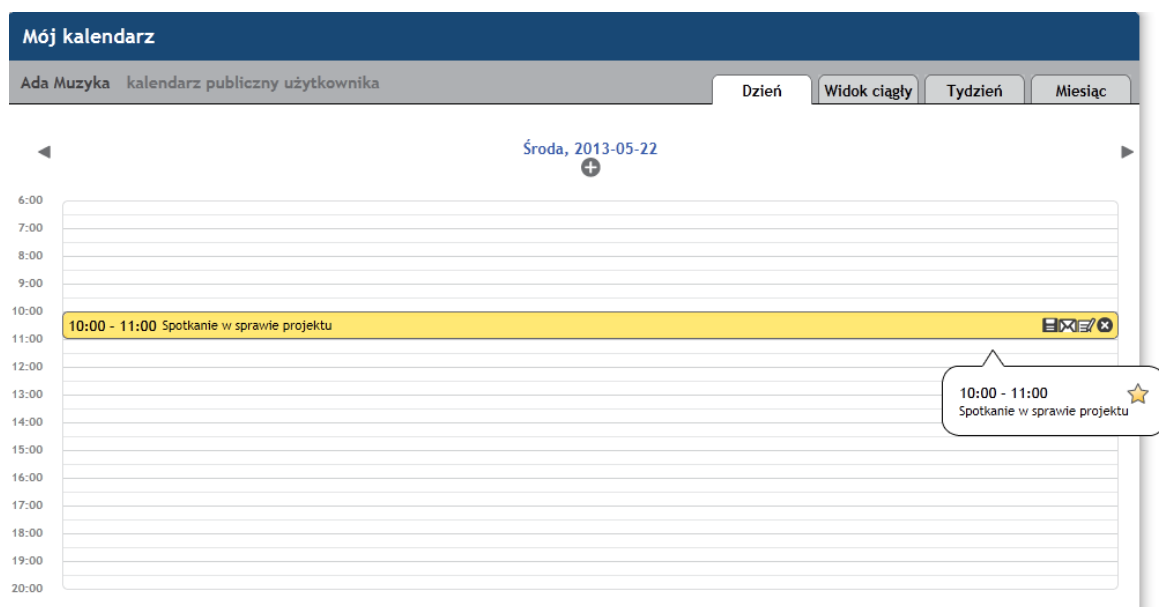 Mój kalendarz
Ada Muzyka kalendarz publiczny użytkownika
Dzień Widok ciągły Tydzień Miesiąc
Środa, 2013-05-22
6:00
7:00
8:00
9:00
10:00
10:00 - 11:00 Spotkanie w sprawie projektu
11:00
12:00
13:00
10:00 - 11:00
Spotkanie w sprawie projektu
14:00
15:00
16:00
17:00
18:00
19:00
20:00